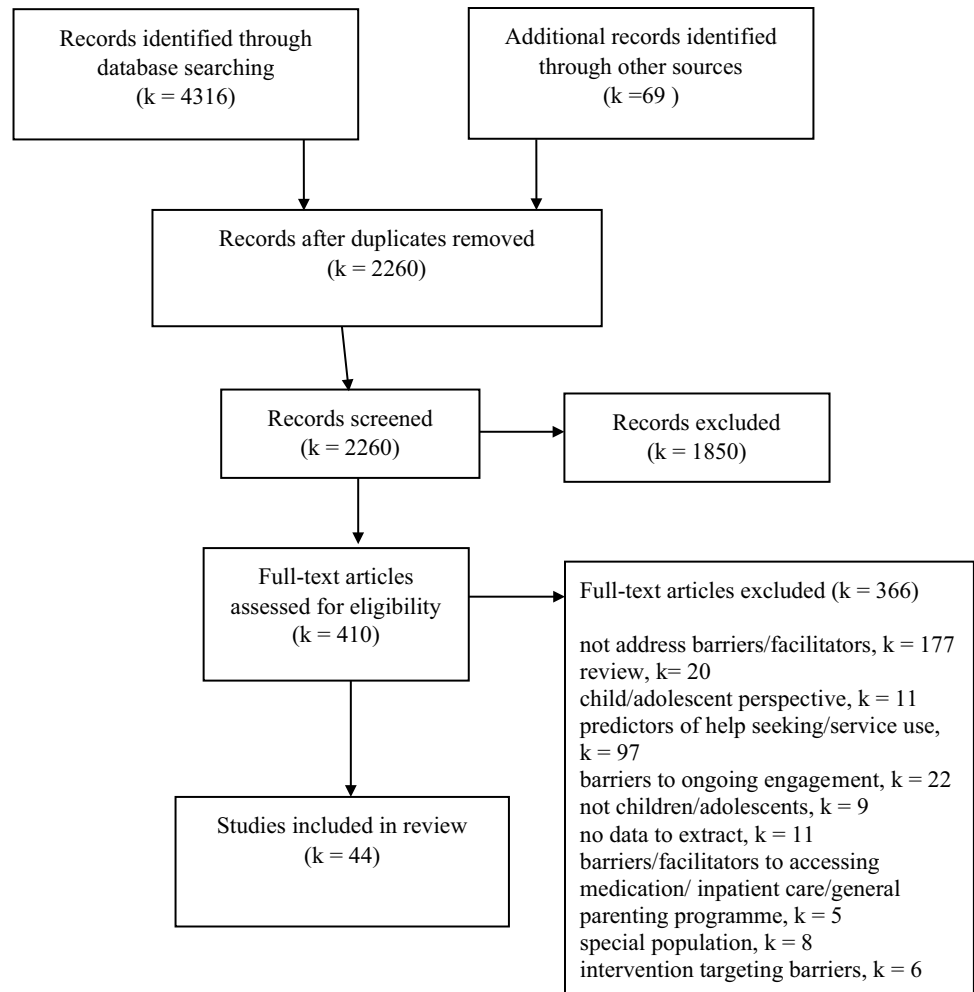 Records identified through
database searching
(k = 4316)
Additional records identified
through other sources
(k =69 )
Records after duplicates removed
(k = 2260)
Records screened
(k = 2260)
Records excluded
(k = 1850)
Full-text articles
assessed for eligibility
(k = 410)
Full-text articles excluded (k = 366)
not address barriers/facilitators, k = 177
review, k= 20
child/adolescent perspective, k = 11
predictors of help seeking/service use,
k = 97
barriers to ongoing engagement, k = 22
not children/adolescents, k = 9
no data to extract, k = 11
barriers/facilitators to accessing
medication/ inpatient care/general
parenting programme, k = 5
special population, k = 8
intervention targeting barriers, k = 6
Studies included in review
(k = 44)